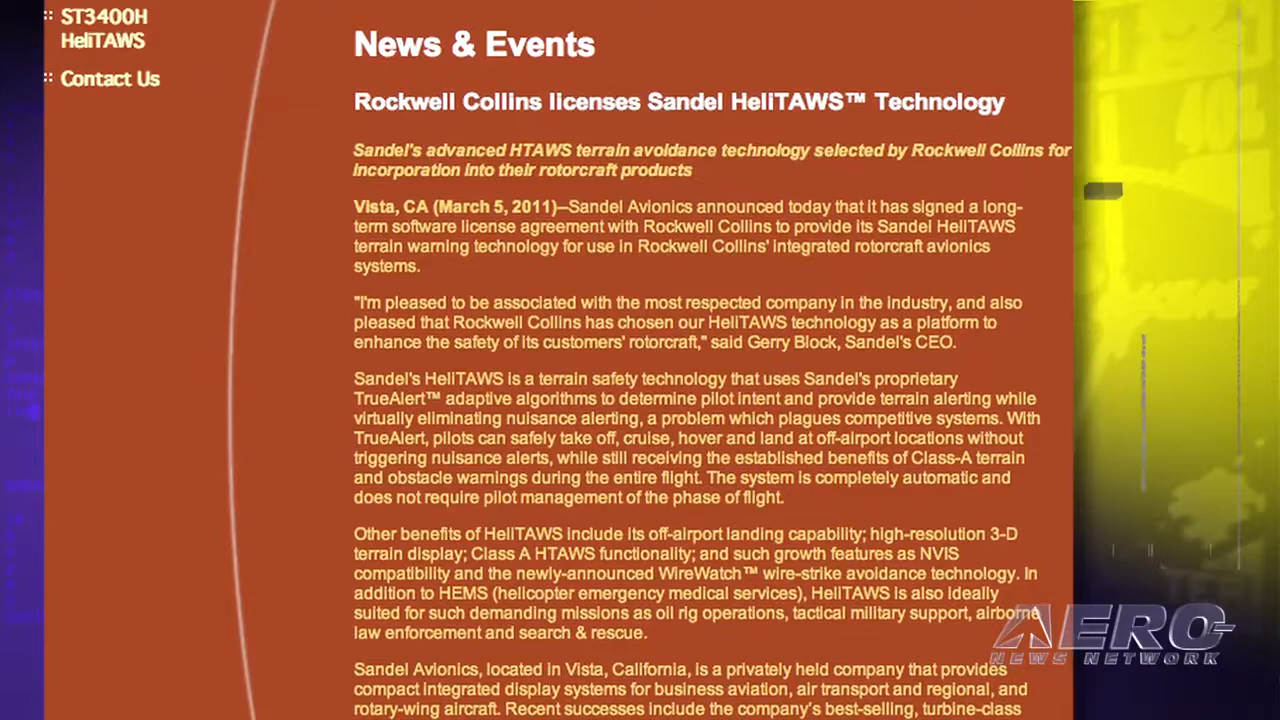 ST3400H
HeliTAWS
Contact Us
News & Events
Rockwell Collins licenses Sandel HeliTAWS™ Technology
Sandel's advanced HTAWS terrain avoidance technology selected by Rockwell Collins for
incorporation into their rotorcraft products
Vista, CA (March 5, 2011)–Sandel Avionics announced today that it has signed a long-
term software license agreement with Rockwell Collins to provide its Sandel HeliTAWS
terrain warning technology for use in Rockwell Collins' integrated rotorcraft avionics
systems.
"I'm pleased to be associated with the most respected company in the industry, and also
pleased that Rockwell Collins has chosen our HeliTAWS technology as a platform to
enhance the safety of its customers' rotorcraft," said Gerry Block, Sandel's CEO.
Sandel's HeliTAWS is a terrain safety technology that uses Sandel's proprietary
TrueAlert™ adaptive algorithms to determine pilot intent and provide terrain alerting while
virtually eliminating nuisance alerting, a problem which plagues competitive systems. With
TrueAlert, pilots can safely take off, cruise, hover and land at off-airport locations without
triggering nuisance alerts, while still receiving the established benefits of Class-A terrain
and obstacle warnings during the entire flight. The system is completely automatic and
does not require pilot management of the phase of flight.
Other benefits of HeliTAWS include its off-airport landing capability; high-resolution 3-D
terrain display; Class A HTAWS functionality; and such growth features as NVIS
compatibility and the newly-announced WireWatch™ wire-strike avoidance technology. In
addition to HEMS (helicopter emergency medical services), HeliTAWS is also ideally
suited for such demanding missions as oil rig operations, tactical military support, airborne
law enforcement and search & rescue.
Sandel Avionics, located in Vista, California, is a privately held company that provides
compact integrated display systems for business aviation, air transport and regional, and
rotary-wing aircraft. Recent successes include the company's best-selling, turbine-class
AERO
NEWS NETWORK